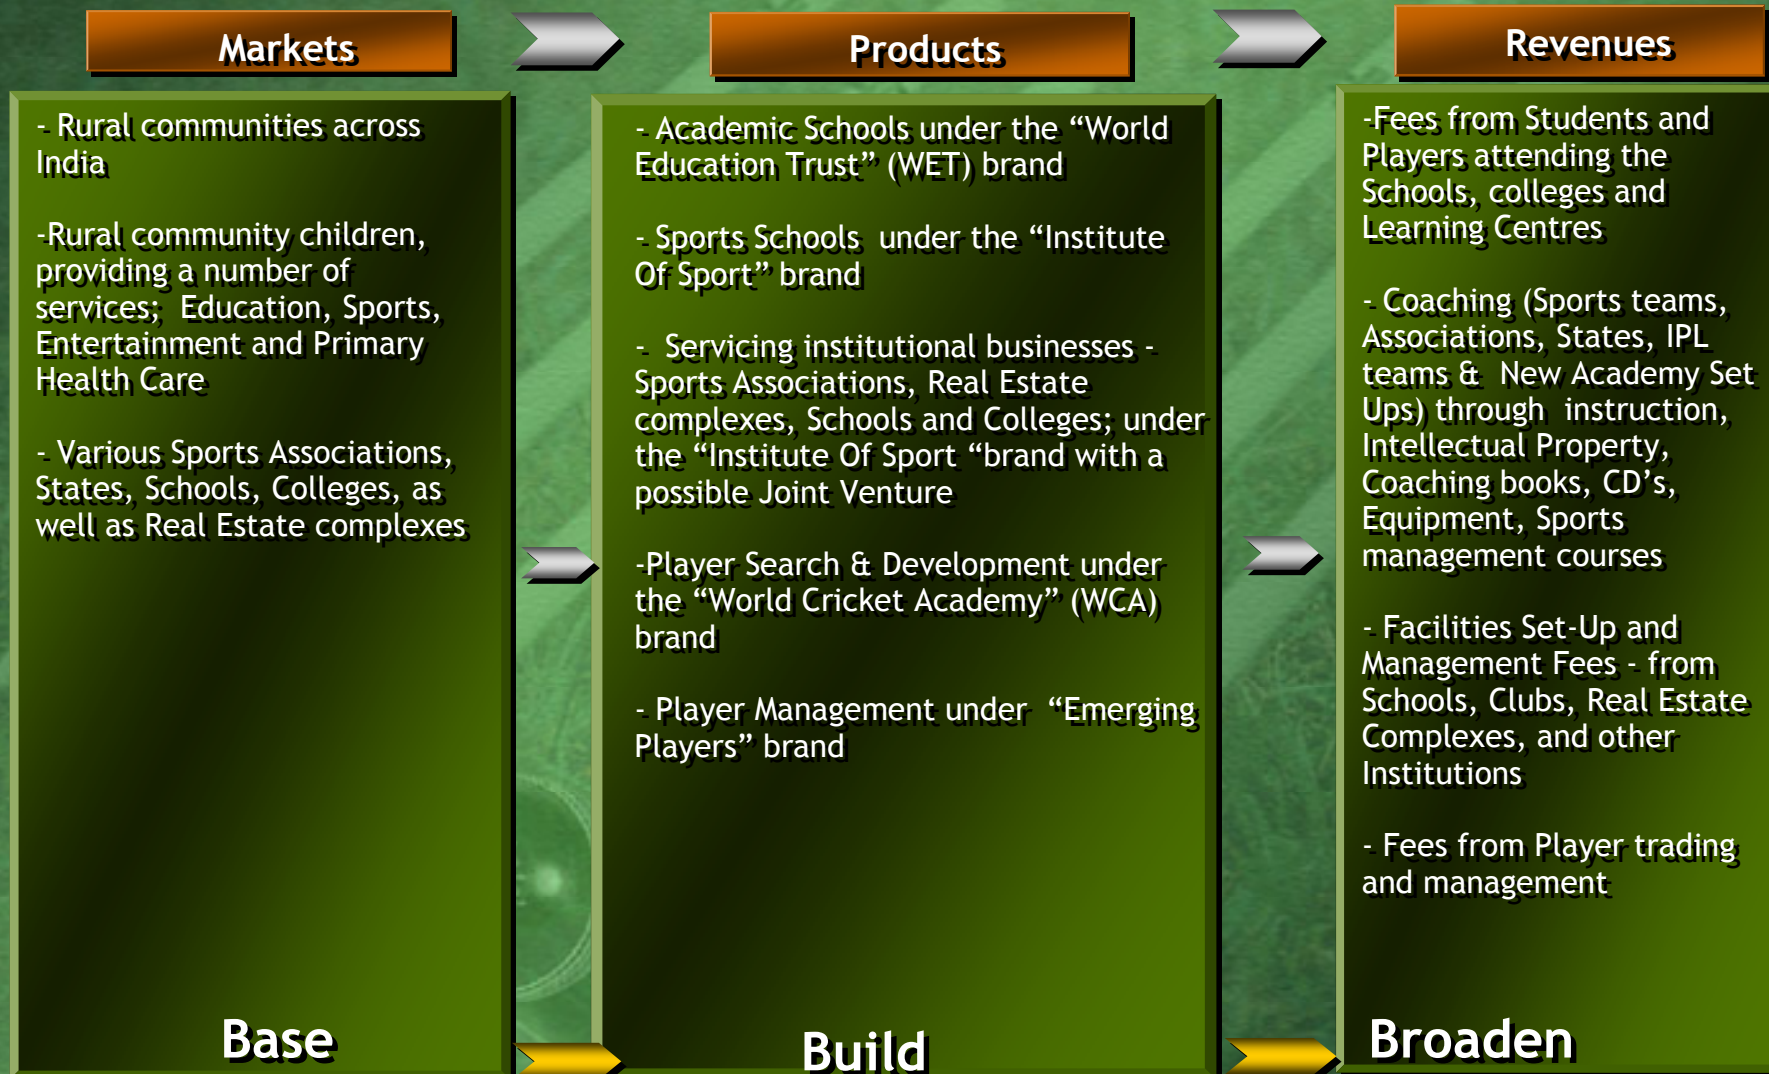 Markets
Products
Revenues
- Rural communities across
India
-Rural community children,
providing a number of
services;  Education, Sports,
Entertainment and Primary
Health Care
- Various Sports Associations,
States, Schools, Colleges, as
well as Real Estate complexes
Base
- Academic Schools under the “World
Education Trust” (WET) brand
- Sports Schools  under the “Institute
Of Sport” brand
-  Servicing institutional businesses -
Sports Associations, Real Estate
complexes, Schools and Colleges; under
the “Institute Of Sport “brand with a
possible Joint Venture
-Player Search & Development under
the “World Cricket Academy” (WCA)
brand
- Player Management under  “Emerging
Players” brand
Build
-Fees from Students and
Players attending the
Schools, colleges and
Learning Centres
- Coaching (Sports teams,
Associations, States, IPL
teams &  New Academy Set
Ups) through  instruction,
Intellectual Property,
Coaching books, CD’s,
Equipment, Sports
management courses
- Facilities Set-Up and
Management Fees - from
Schools, Clubs, Real Estate
Complexes, and other
Institutions
- Fees from Player trading
and management
Broaden